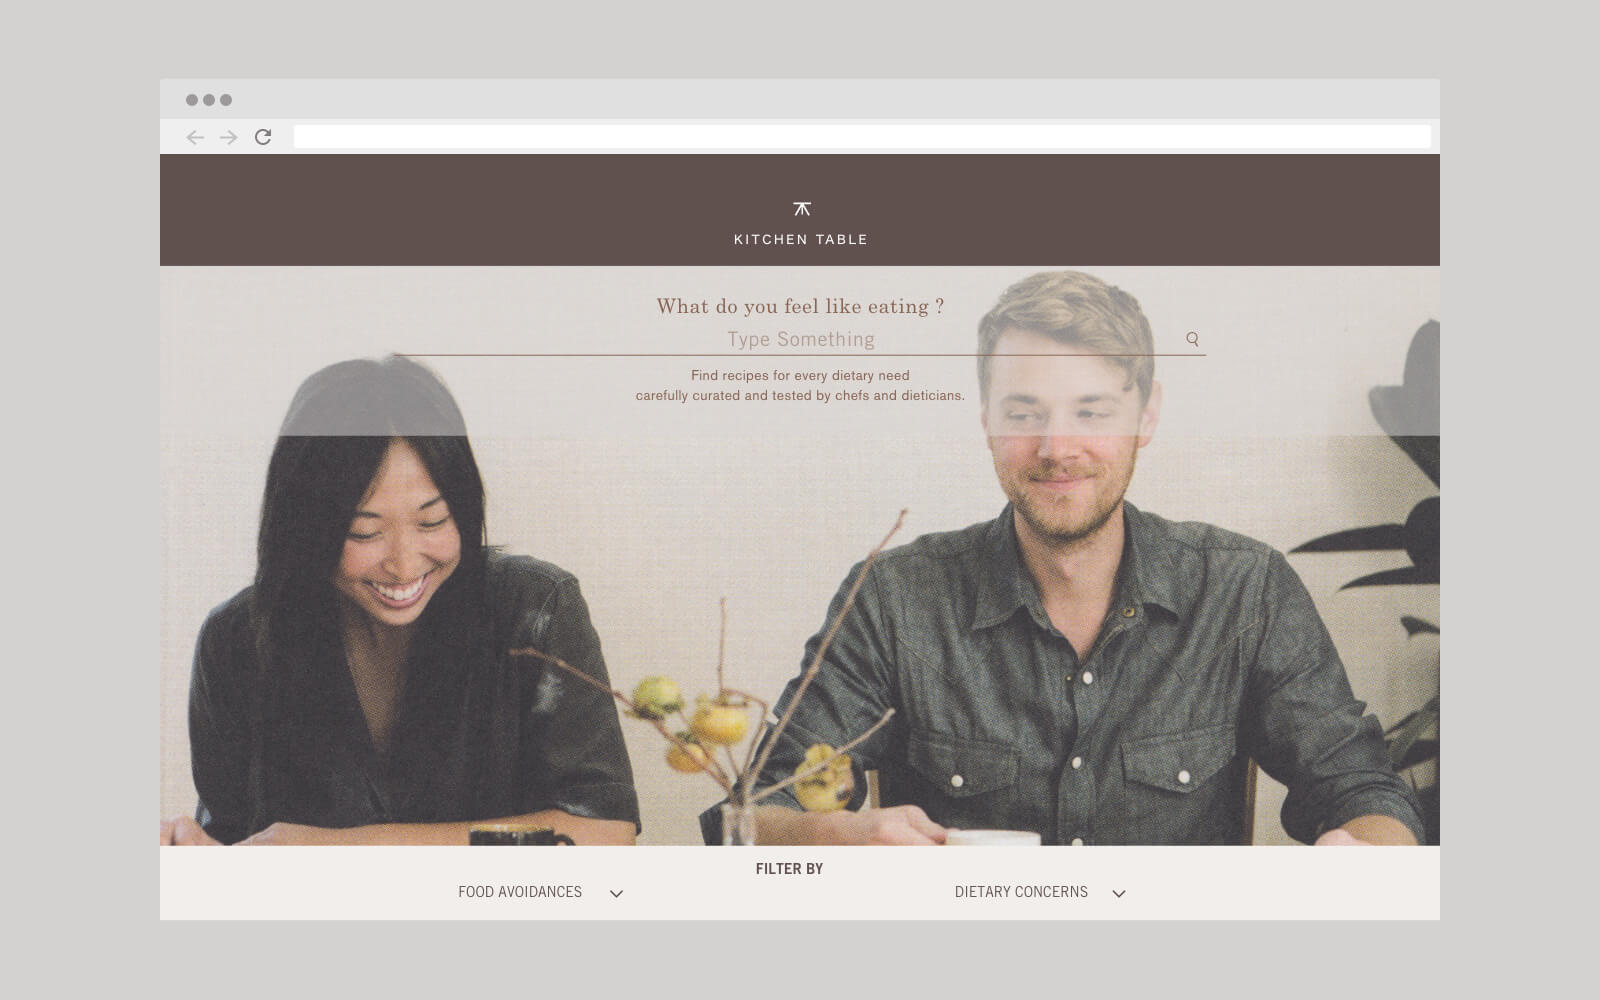 KITCHEN TABLE
What do you feel like eating ?
Type Something
Find recipes for every dietary need
carefully curated and tested by chefs and dieticians.
FILTER BY
FOOD AVOIDANCES
DIETARY CONCERNS